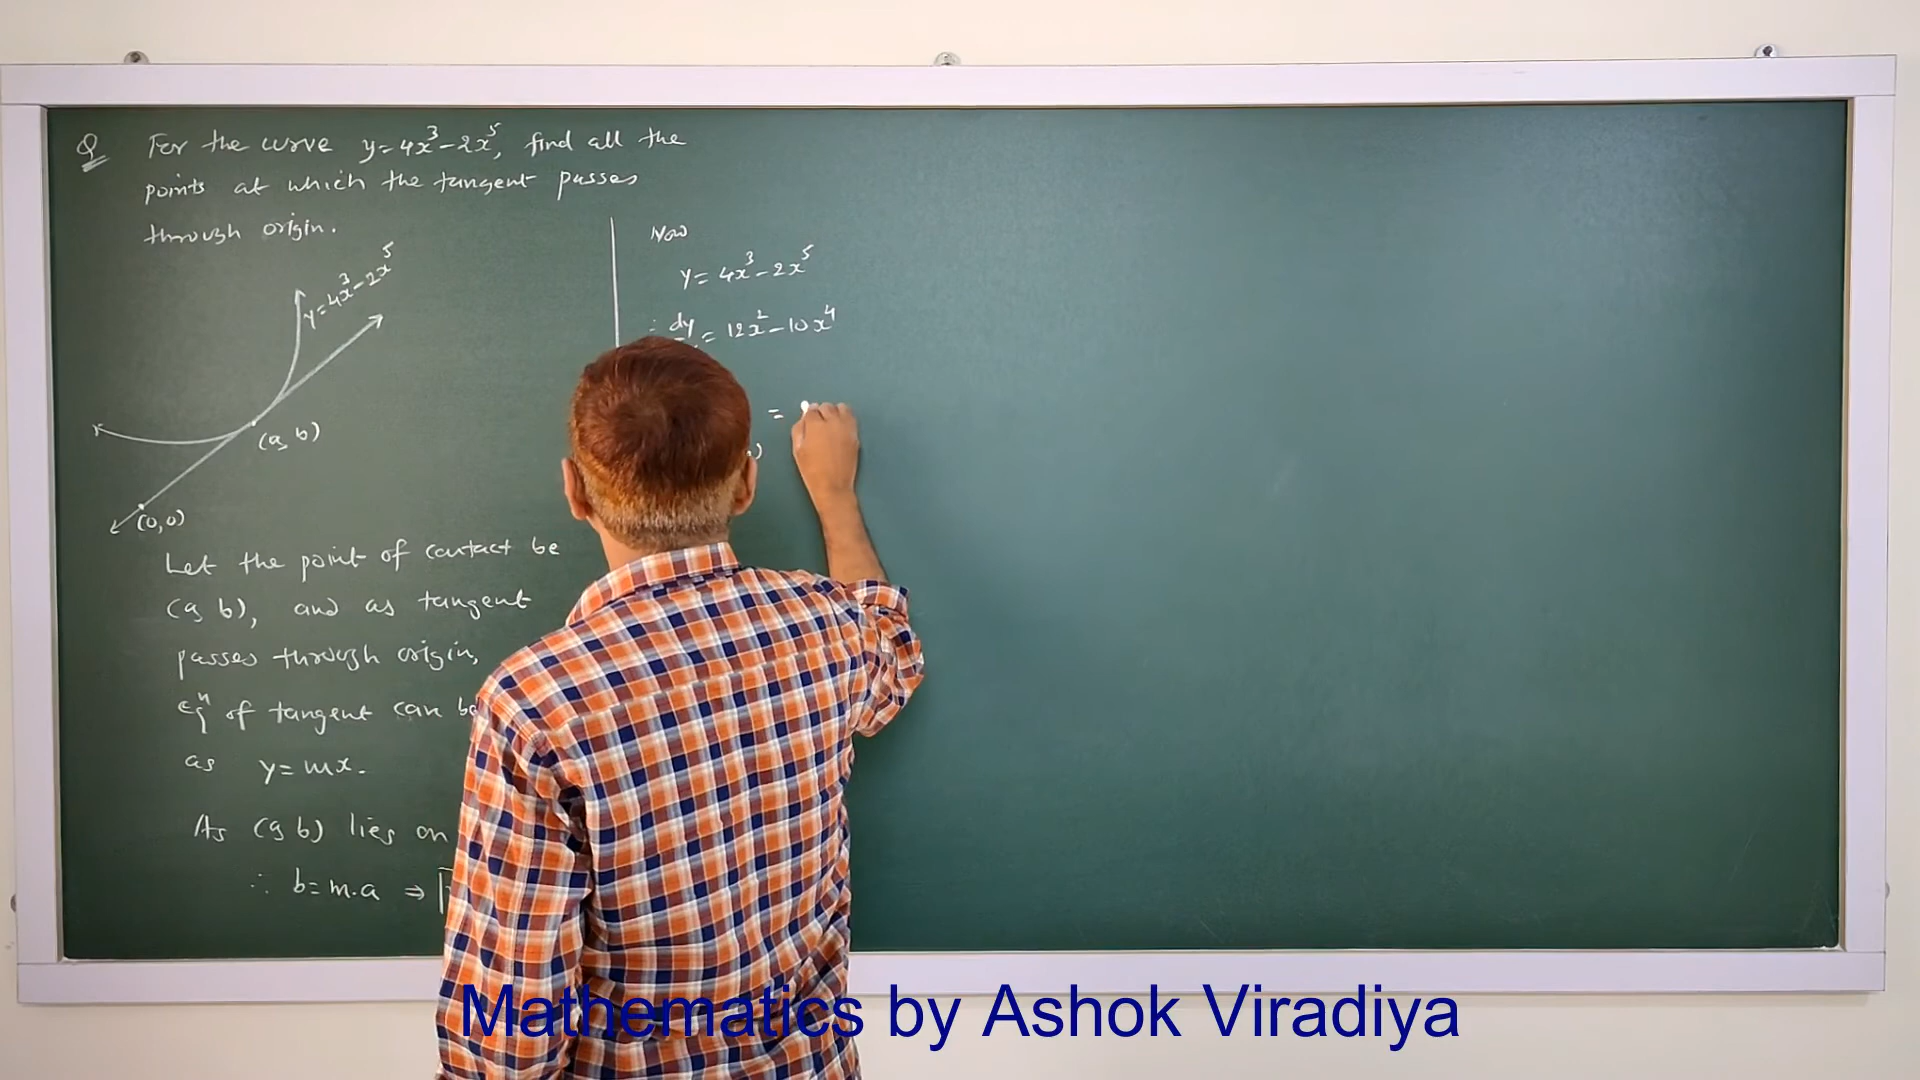 Q For the curve y=4x³-2x⁵, find all the
points at which the tangent passes
through origin.
y=4x³-2x⁵
(a, b)
(0,0)
Let the point of contact be
(a, b), and as tangent
passes through origin,
eqⁿ of tangent can be
as y=mx.
As (a, b) lies on
∴ b=m.a ⇒
Now
y=4x³-2x⁵
∴ dy = 12x²-10x⁴
=
Mathematics by Ashok Viradiya